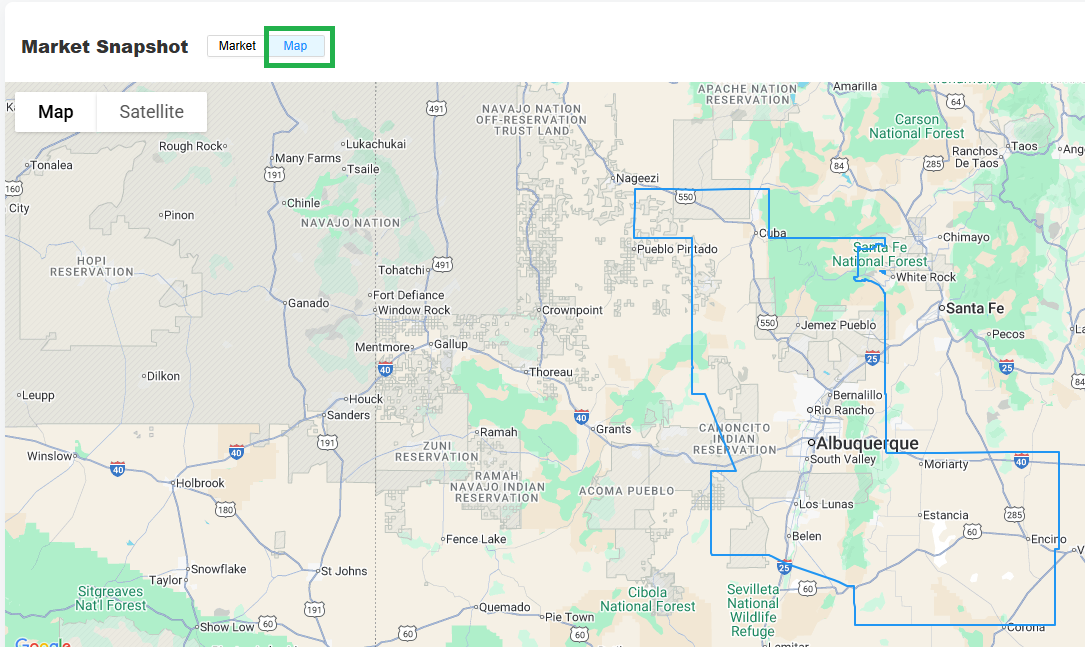 Market Snapshot
Market
Map
Map
Satellite
APACHE NATION
RESERVATION
Amarilla
491
NAVAJO NATION
OFF-RESERVATION
TRUST LAND
64
Carson
National Forest
Rough Rock
Lukachukai
Taos
Many Farms
Ranchos
De Taos
285
84
Tonalea
Tsaile
191
Nageezi
160
550
City
Chinle
Pinon
NAVAJO NATION
Cuba
Chimayo
Santa Fe
National Forest
Pueblo Pintado
HOPI
RESERVATION
Tohatchi
491
White Rock
Fort Defiance
Ganado
Window Rock
Crownpoint
Santa Fe
550
Jemez Pueblo
Pecos
Mentmore
Gallup
25
25
40
Thoreau
Dilkon
84
Leupp
Houck
Bernalillo
Sanders
Rio Rancho
40
Grants
CANONCITO
INDIAN
RESERVATION
Ramah
191
Albuquerque
ZUNI
RESERVATION
Winslow
40
40
South Valley
Moriarty
40
RAMAH
NAVAJO INDIAN
RESERVATION
Holbrook
ACOMA PUEBLO
180
Los Lunas
Estancia
285
Fence Lake
Belen
60
Encino
Snowflake
St Johns
25
Taylor
60
Sitgreaves
Nat'l Forest
Cibola
National Forest
Sevilleta
National
Wildlife
Refuge
191
Quemado
Pie Town
Show Low
60
60
60
Corona
Google